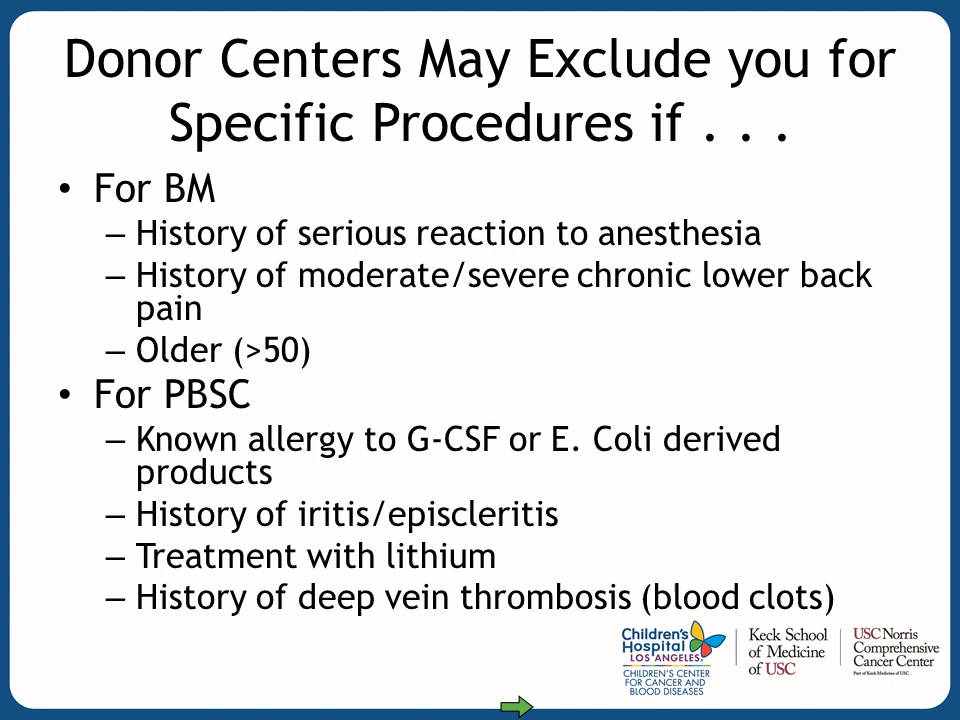 Donor Centers May Exclude you for
Specific Procedures if . . .
• For BM
– History of serious reaction to anesthesia
– History of moderate/severe chronic lower back
pain
– Older (>50)
• For PBSC
– Known allergy to G-CSF or E. Coli derived
products
– History of iritis/episcleritis
– Treatment with lithium
– History of deep vein thrombosis (blood clots)
Children's
Hospital
LOS ANGELES
CHILDREN'S CENTER
FOR CANCER AND
BLOOD DISEASES
Keck School
of Medicine
of USC
USC Norris
Comprehensive
Cancer Center
Part of Keck Medicine of USC